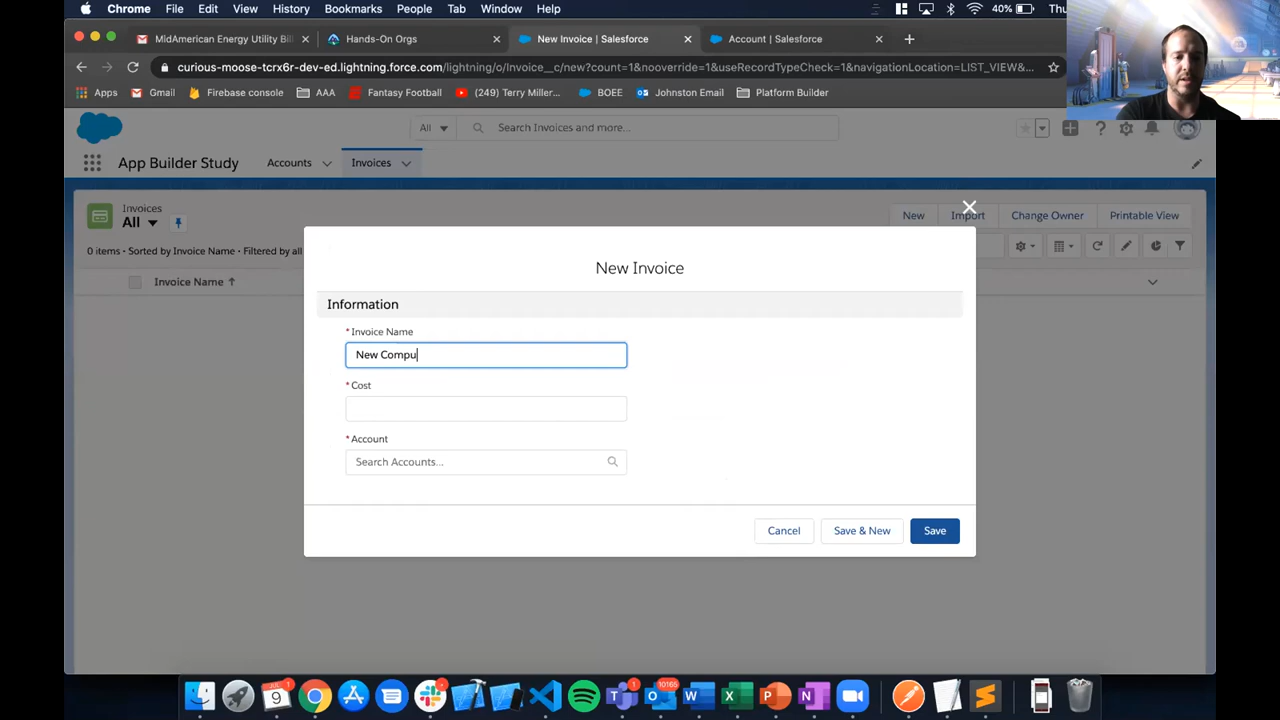 Chrome File Edit View History Bookmarks People Tab Window Help 40% Thu
MidAmerican Energy Utility Bil Hands-On Orgs New Invoice | Salesforce Account | Salesforce
curious-moose-tcrx6r-dev-ed.lightning.force.com/lightning/o/Invoice__c/new?count=1&nooverride=1&useRecordTypeCheck=1&navigationLocation=LIST_VIEW&...
Apps Gmail Firebase console AAA Fantasy Football (249) Terry Miller... BOEE Johnston Email Platform Builder
All Search Invoices and more...
App Builder Study Accounts Invoices
Invoices
All
New Import Change Owner Printable View
0 items • Sorted by Invoice Name • Filtered by all
Invoice Name
New Invoice
Information
* Invoice Name
New Compu
* Cost
* Account
Search Accounts...
Cancel Save & New Save
9 1 1 10165